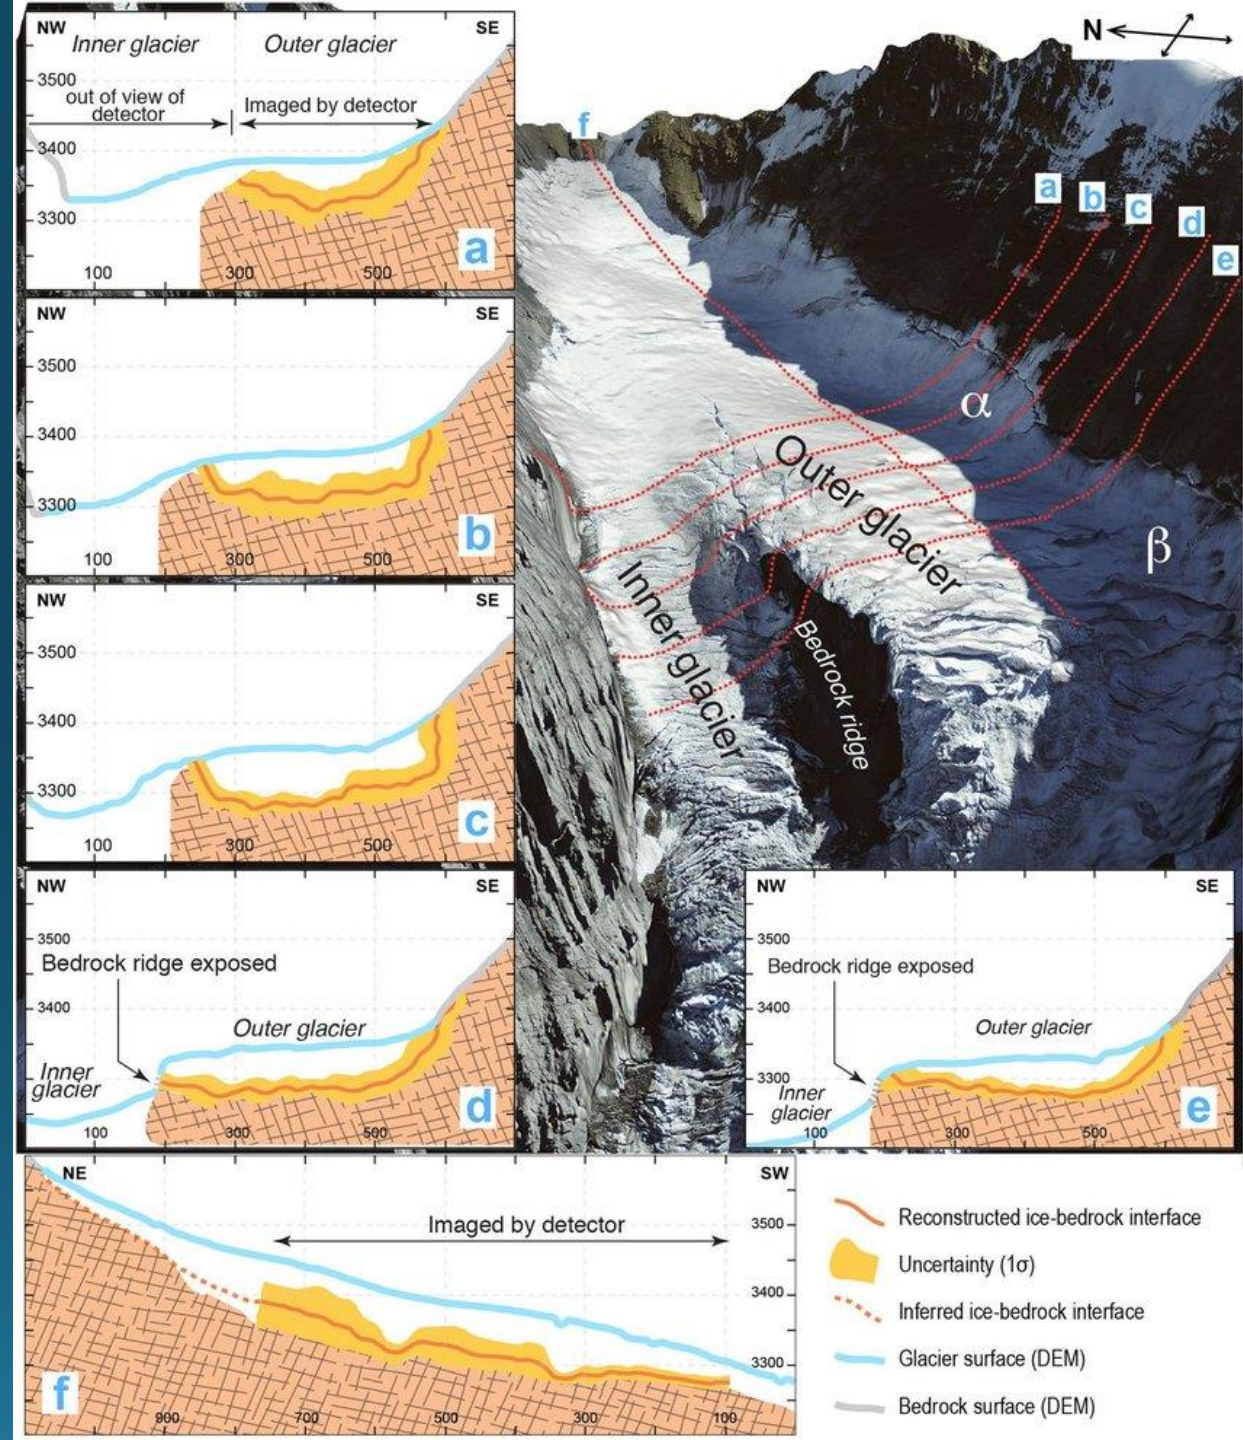 NW
SE
Inner glacier
Outer glacier
3500
out of view of
detector
Imaged by detector
3400
3300
100
300
500
a
NW
SE
3500
3400
3300
100
300
500
b
NW
SE
3500
3400
3300
100
300
500
c
NW
SE
3500
Bedrock ridge exposed
3400
Outer glacier
3300
Inner
glacier
100
300
500
d
N
f
a
b
c
d
e
α
β
Outer glacier
Inner glacier
Bedrock ridge
NW
SE
3500
Bedrock ridge exposed
3400
Outer glacier
3300
Inner
glacier
100
300
500
e
NE
SW
Imaged by detector
3500
3400
3300
f
900
700
500
300
100
Reconstructed ice-bedrock interface
Uncertainty (1σ)
Inferred ice-bedrock interface
Glacier surface (DEM)
Bedrock surface (DEM)